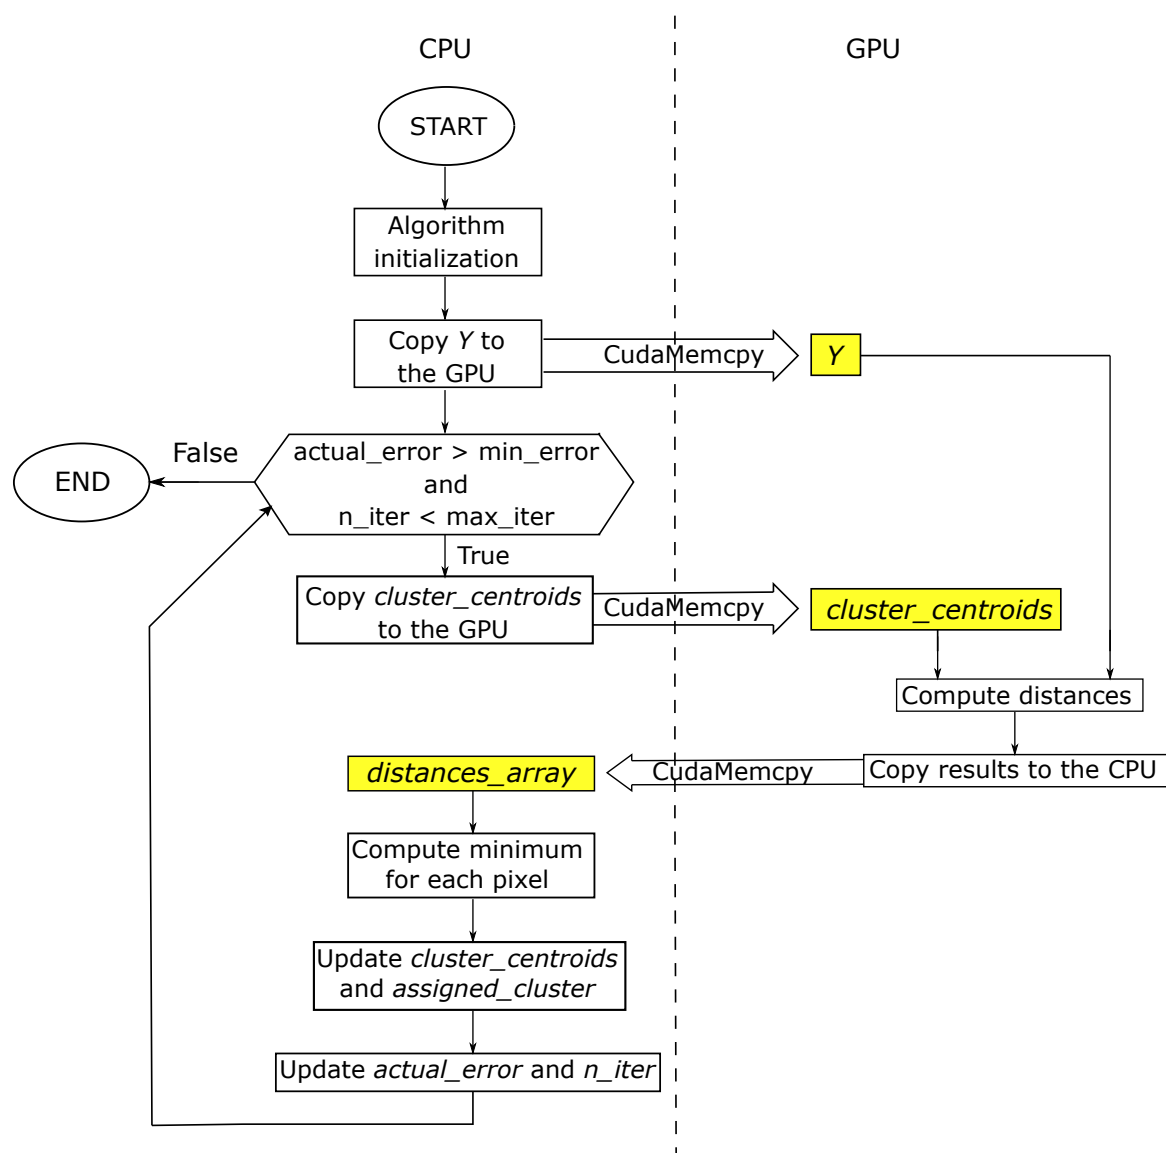 CPU
GPU
START
Algorithm
initialization
Copy Y to
the GPU
CudaMemcpy
Y
False
END
actual_error > min_error
and
n_iter < max_iter
True
Copy cluster_centroids
to the GPU
CudaMemcpy
cluster_centroids
Compute distances
Copy results to the CPU
CudaMemcpy
distances_array
Compute minimum
for each pixel
Update cluster_centroids
and assigned_cluster
Update actual_error and n_iter